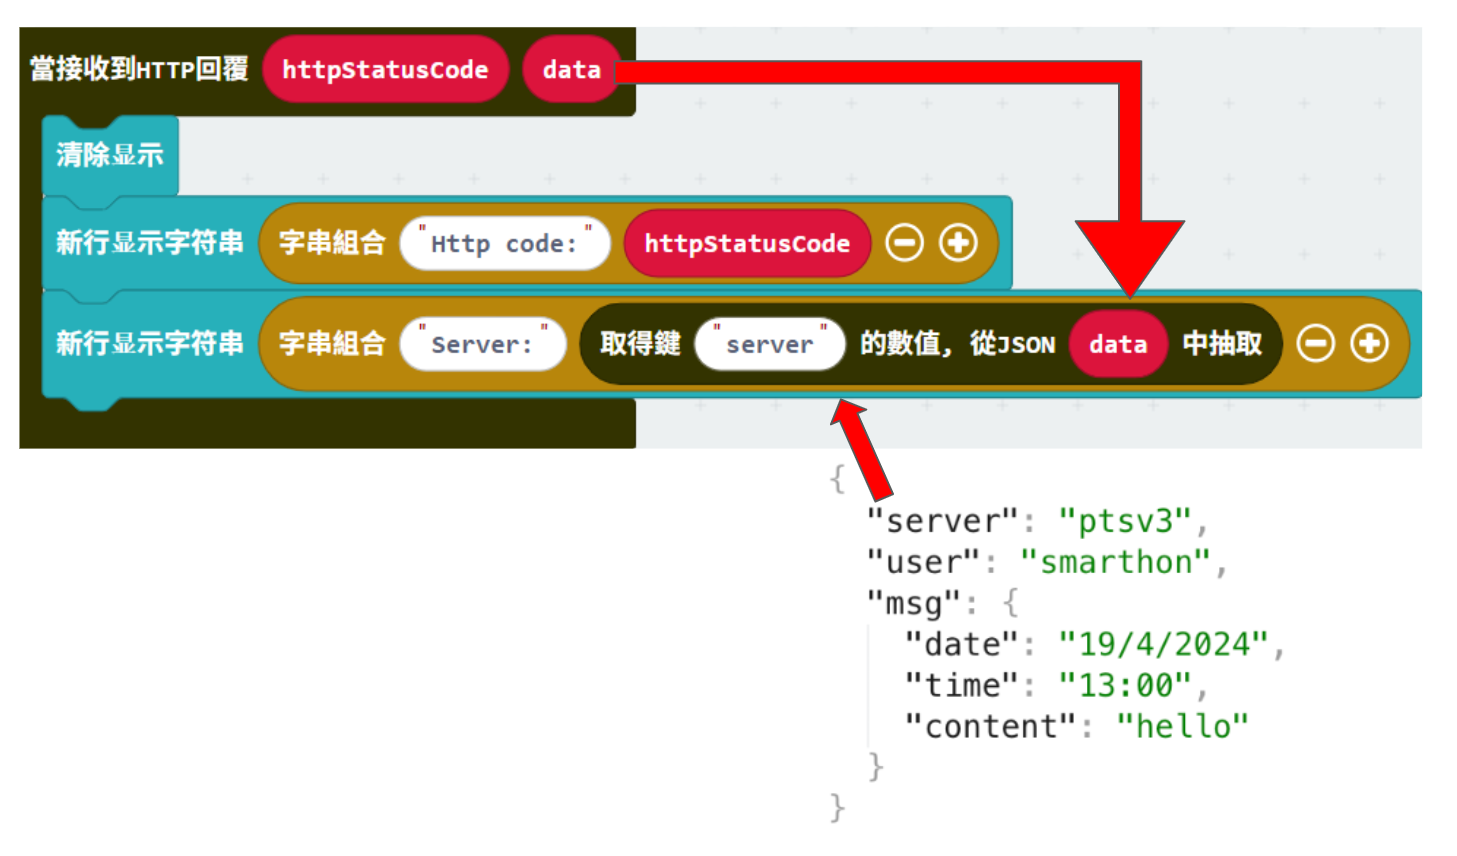 當接收到HTTP回覆 httpStatusCode data
清除显示
新行显示字符串 字串組合 "Http code:" httpStatusCode
新行显示字符串 字串組合 "Server:" 取得鍵 "server" 的數值, 從JSON data 中抽取
{
"server": "ptsv3",
"user": "smarthon",
"msg": {
"date": "19/4/2024",
"time": "13:00",
"content": "hello"
}
}